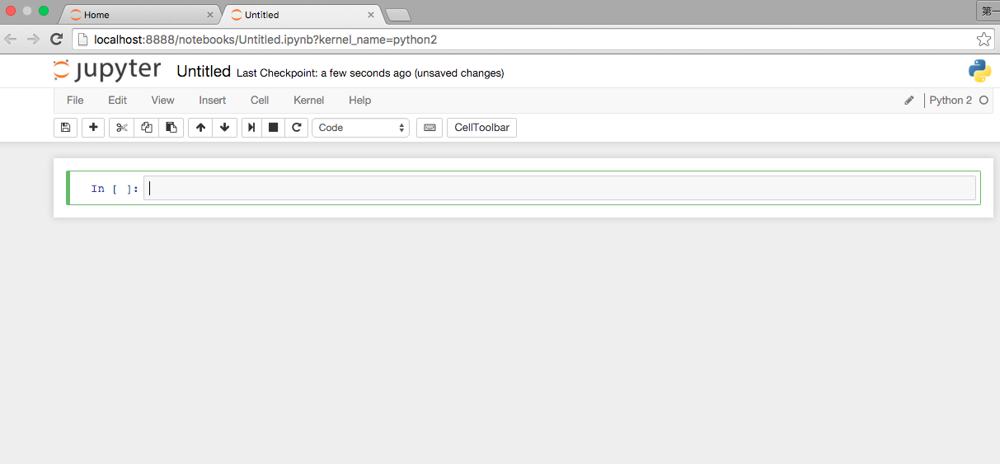 Home
Untitled
第一
localhost:8888/notebooks/Untitled.ipynb?kernel_name=python2
jupyter Untitled Last Checkpoint: a few seconds ago (unsaved changes)
File Edit View Insert Cell Kernel Help Python 2
Code CellToolbar
In [ ]: